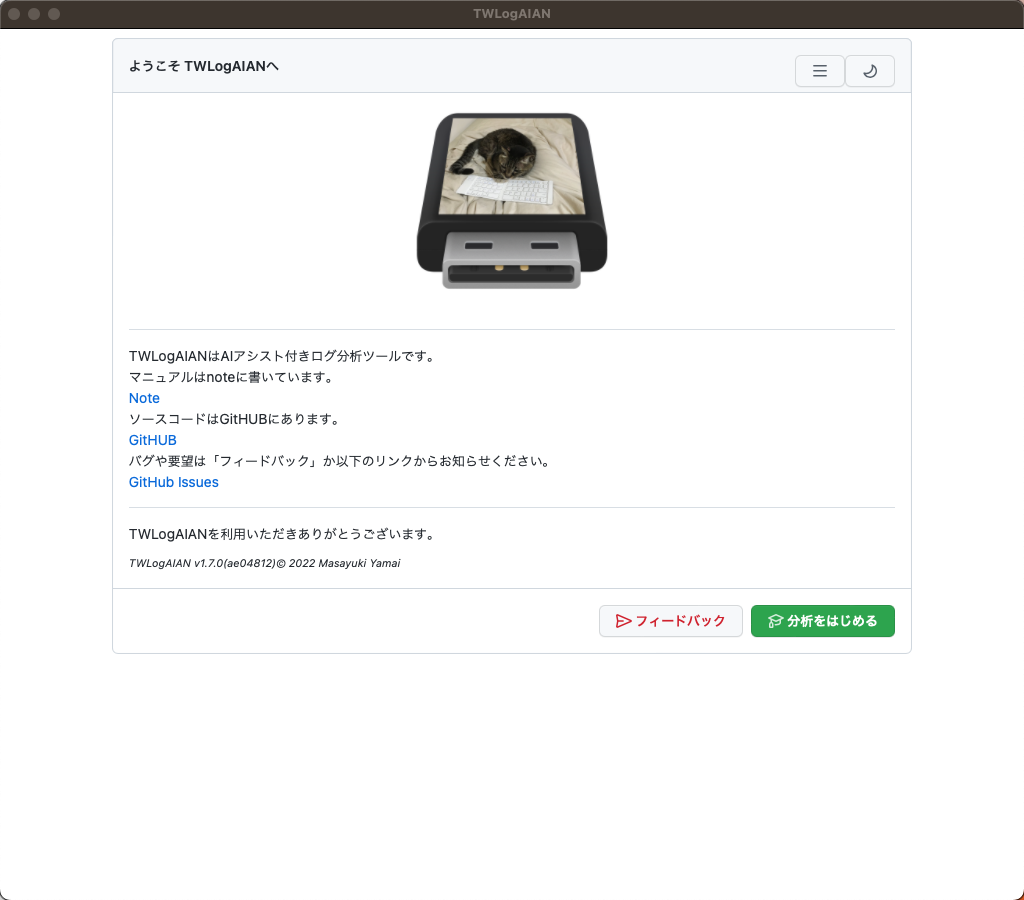 TWLogAIAN
ようこそ TWLogAIANへ
TWLogAIANはAIアシスト付きログ分析ツールです。
マニュアルはnoteに書いています。
Note
ソースコードはGitHUBにあります。
GitHUB
バグや要望は「フィードバック」か以下のリンクからお知らせください。
GitHub Issues
TWLogAIANを利用いただきありがとうございます。
TWLogAIAN v1.7.0(ae04812)© 2022 Masayuki Yamai
フィードバック
分析をはじめる